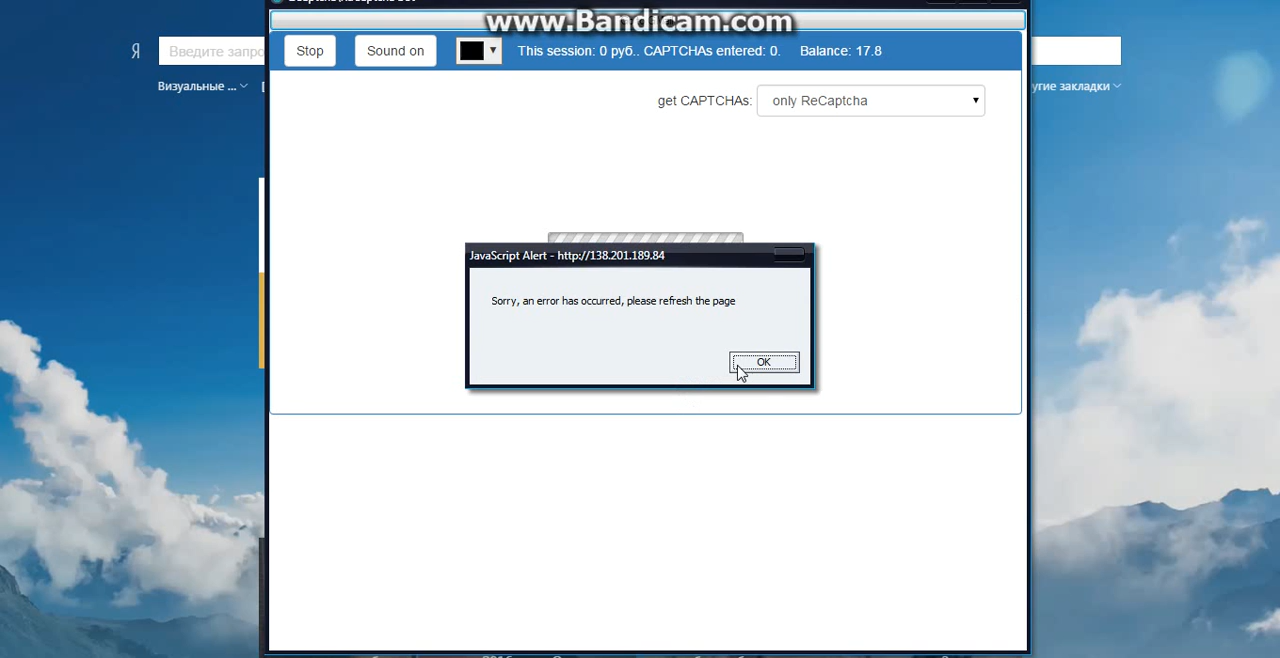 www.Bandicam.com
Я
Введите запро
Визуальные ...
Stop
Sound on
This session: 0 руб.. CAPTCHAs entered: 0.
Balance: 17.8
get CAPTCHAs:
only ReCaptcha
угие закладки
JavaScript Alert - http://138.201.189.84
Sorry, an error has occurred, please refresh the page
OK